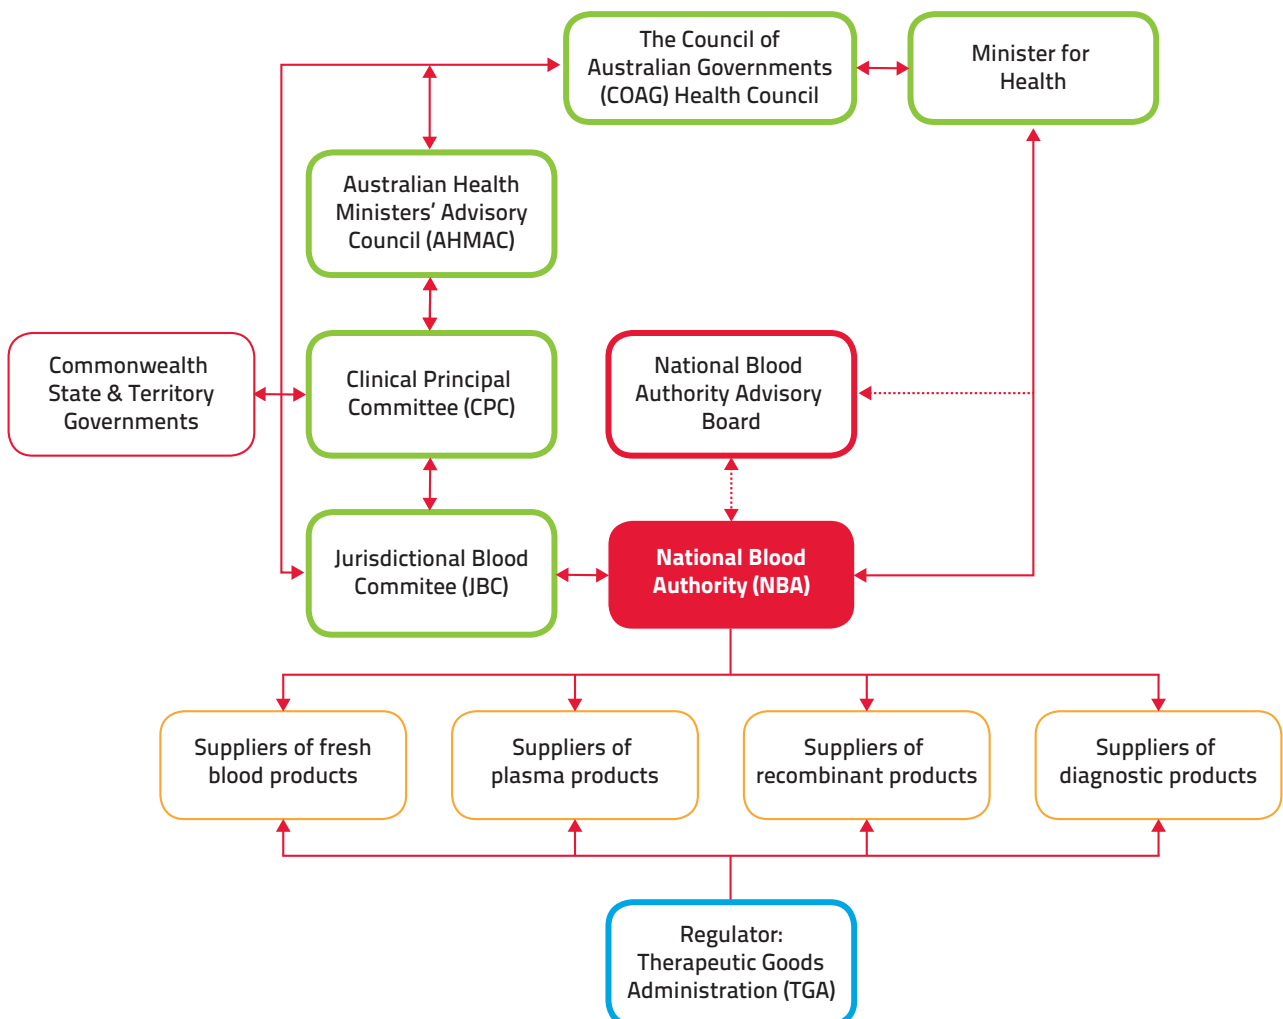 The Council of
Australian Governments
(COAG) Health Council
Minister for
Health
Australian Health
Ministers’ Advisory
Council (AHMAC)
Commonwealth
State & Territory
Governments
Clinical Principal
Committee (CPC)
National Blood
Authority Advisory
Board
Jurisdictional Blood
Commitee (JBC)
National Blood
Authority (NBA)
Suppliers of fresh
blood products
Suppliers of
plasma products
Suppliers of
recombinant products
Suppliers of
diagnostic products
Regulator:
Therapeutic Goods
Administration (TGA)